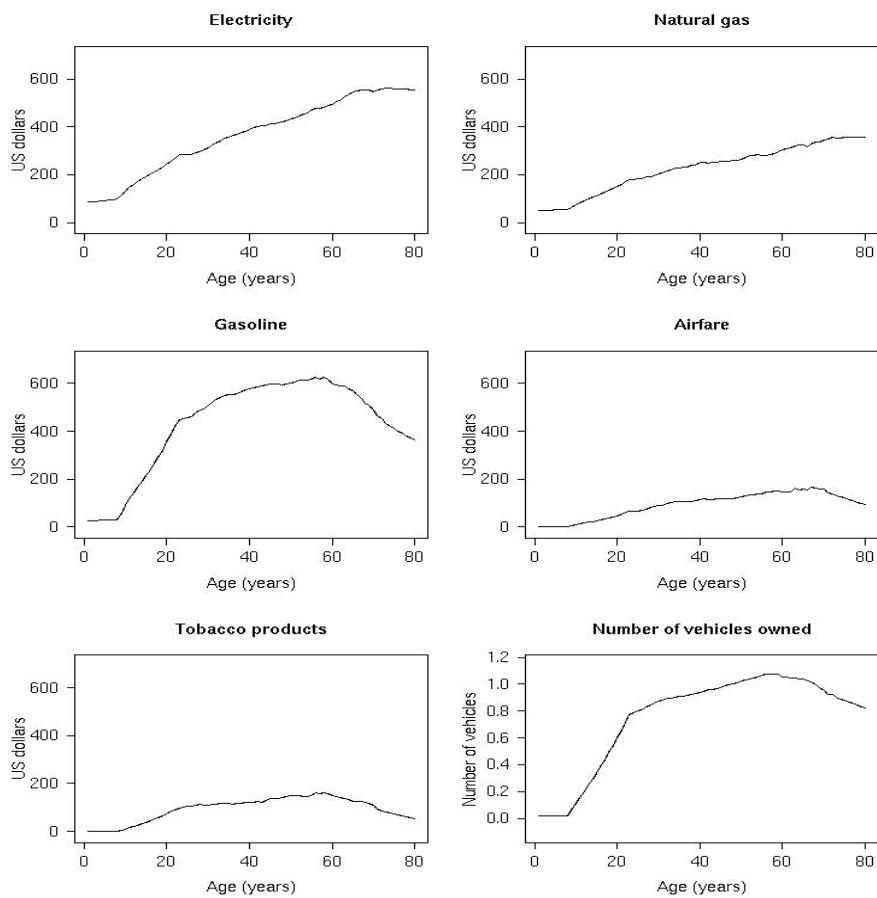 Electricity
US dollars
600
400
200
0
0 20 40 60 80
Age (years)
Natural gas
US dollars
600
400
200
0
0 20 40 60 80
Age (years)
Gasoline
US dollars
600
400
200
0
0 20 40 60 80
Age (years)
Airfare
US dollars
600
400
200
0
0 20 40 60 80
Age (years)
Tobacco products
US dollars
600
400
200
0
0 20 40 60 80
Age (years)
Number of vehicles owned
Number of vehicles
1.2
1.0
0.8
0.6
0.4
0.2
0.0
0 20 40 60 80
Age (years)